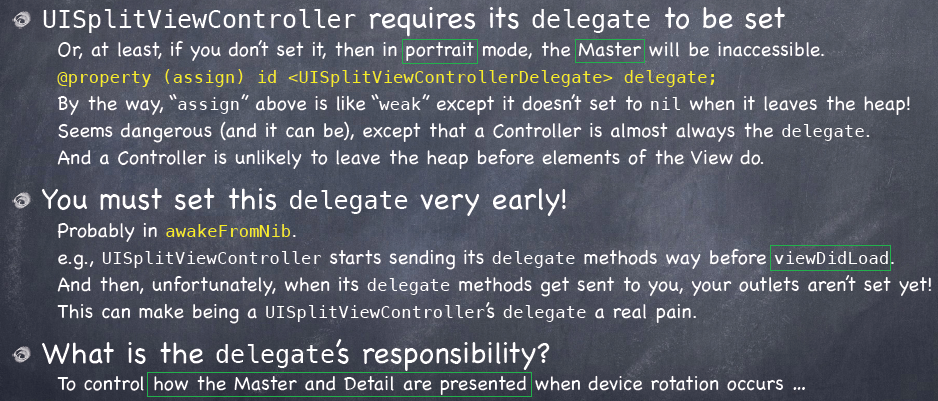 UISplitViewController requires its delegate to be set
Or, at least, if you don't set it, then in portrait mode, the Master will be inaccessible.
@property (assign) id <UISplitViewControllerDelegate> delegate;
By the way, "assign" above is like "weak" except it doesn't set to nil when it leaves the heap!
Seems dangerous (and it can be), except that a Controller is almost always the delegate.
And a Controller is unlikely to leave the heap before elements of the View do.
You must set this delegate very early!
Probably in awakeFromNib.
e.g., UISplitViewController starts sending its delegate methods way before viewDidLoad.
And then, unfortunately, when its delegate methods get sent to you, your outlets aren't set yet!
This can make being a UISplitViewController's delegate a real pain.
What is the delegate's responsibility?
To control how the Master and Detail are presented when device rotation occurs ...